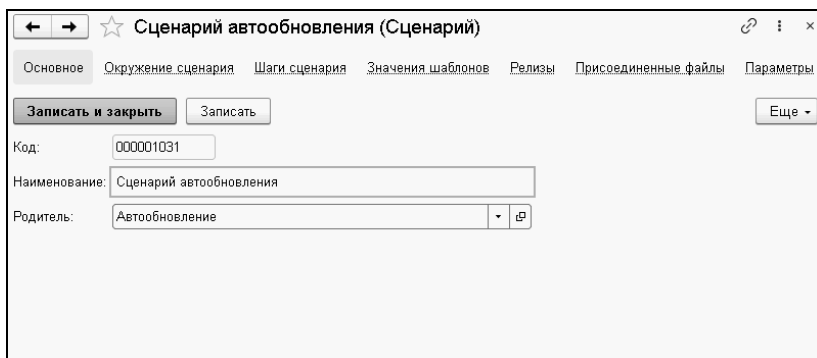 Сценарий автообновления (Сценарий)
Основное Окружение сценария Шаги сценария Значения шаблонов Релизы Присоединенные файлы Параметры
Записать и закрыть Записать Еще
Код: 000001031
Наименование: Сценарий автообновления
Родитель: Автообновление